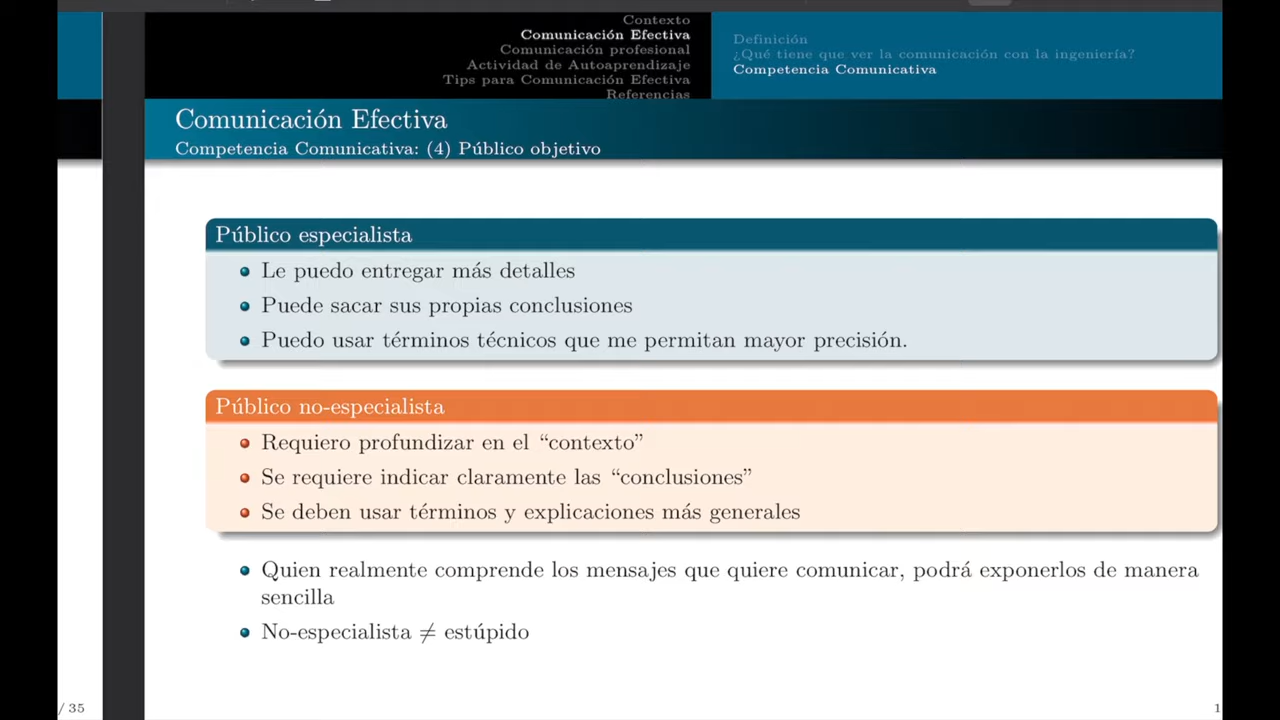 Contexto
Comunicación Efectiva
Comunicación profesional
Actividad de Autoaprendizaje
Tips para Comunicación Efectiva
Referencias
Definición
¿Qué tiene que ver la comunicación con la ingeniería?
Competencia Comunicativa
Comunicación Efectiva
Competencia Comunicativa: (4) Público objetivo
Público especialista
Le puedo entregar más detalles
Puede sacar sus propias conclusiones
Puedo usar términos técnicos que me permitan mayor precisión.
Público no-especialista
Requiero profundizar en el “contexto”
Se requiere indicar claramente las “conclusiones”
Se deben usar términos y explicaciones más generales
Quien realmente comprende los mensajes que quiere comunicar, podrá exponerlos de manera
sencilla
No-especialista ≠ estúpido
/ 35
1